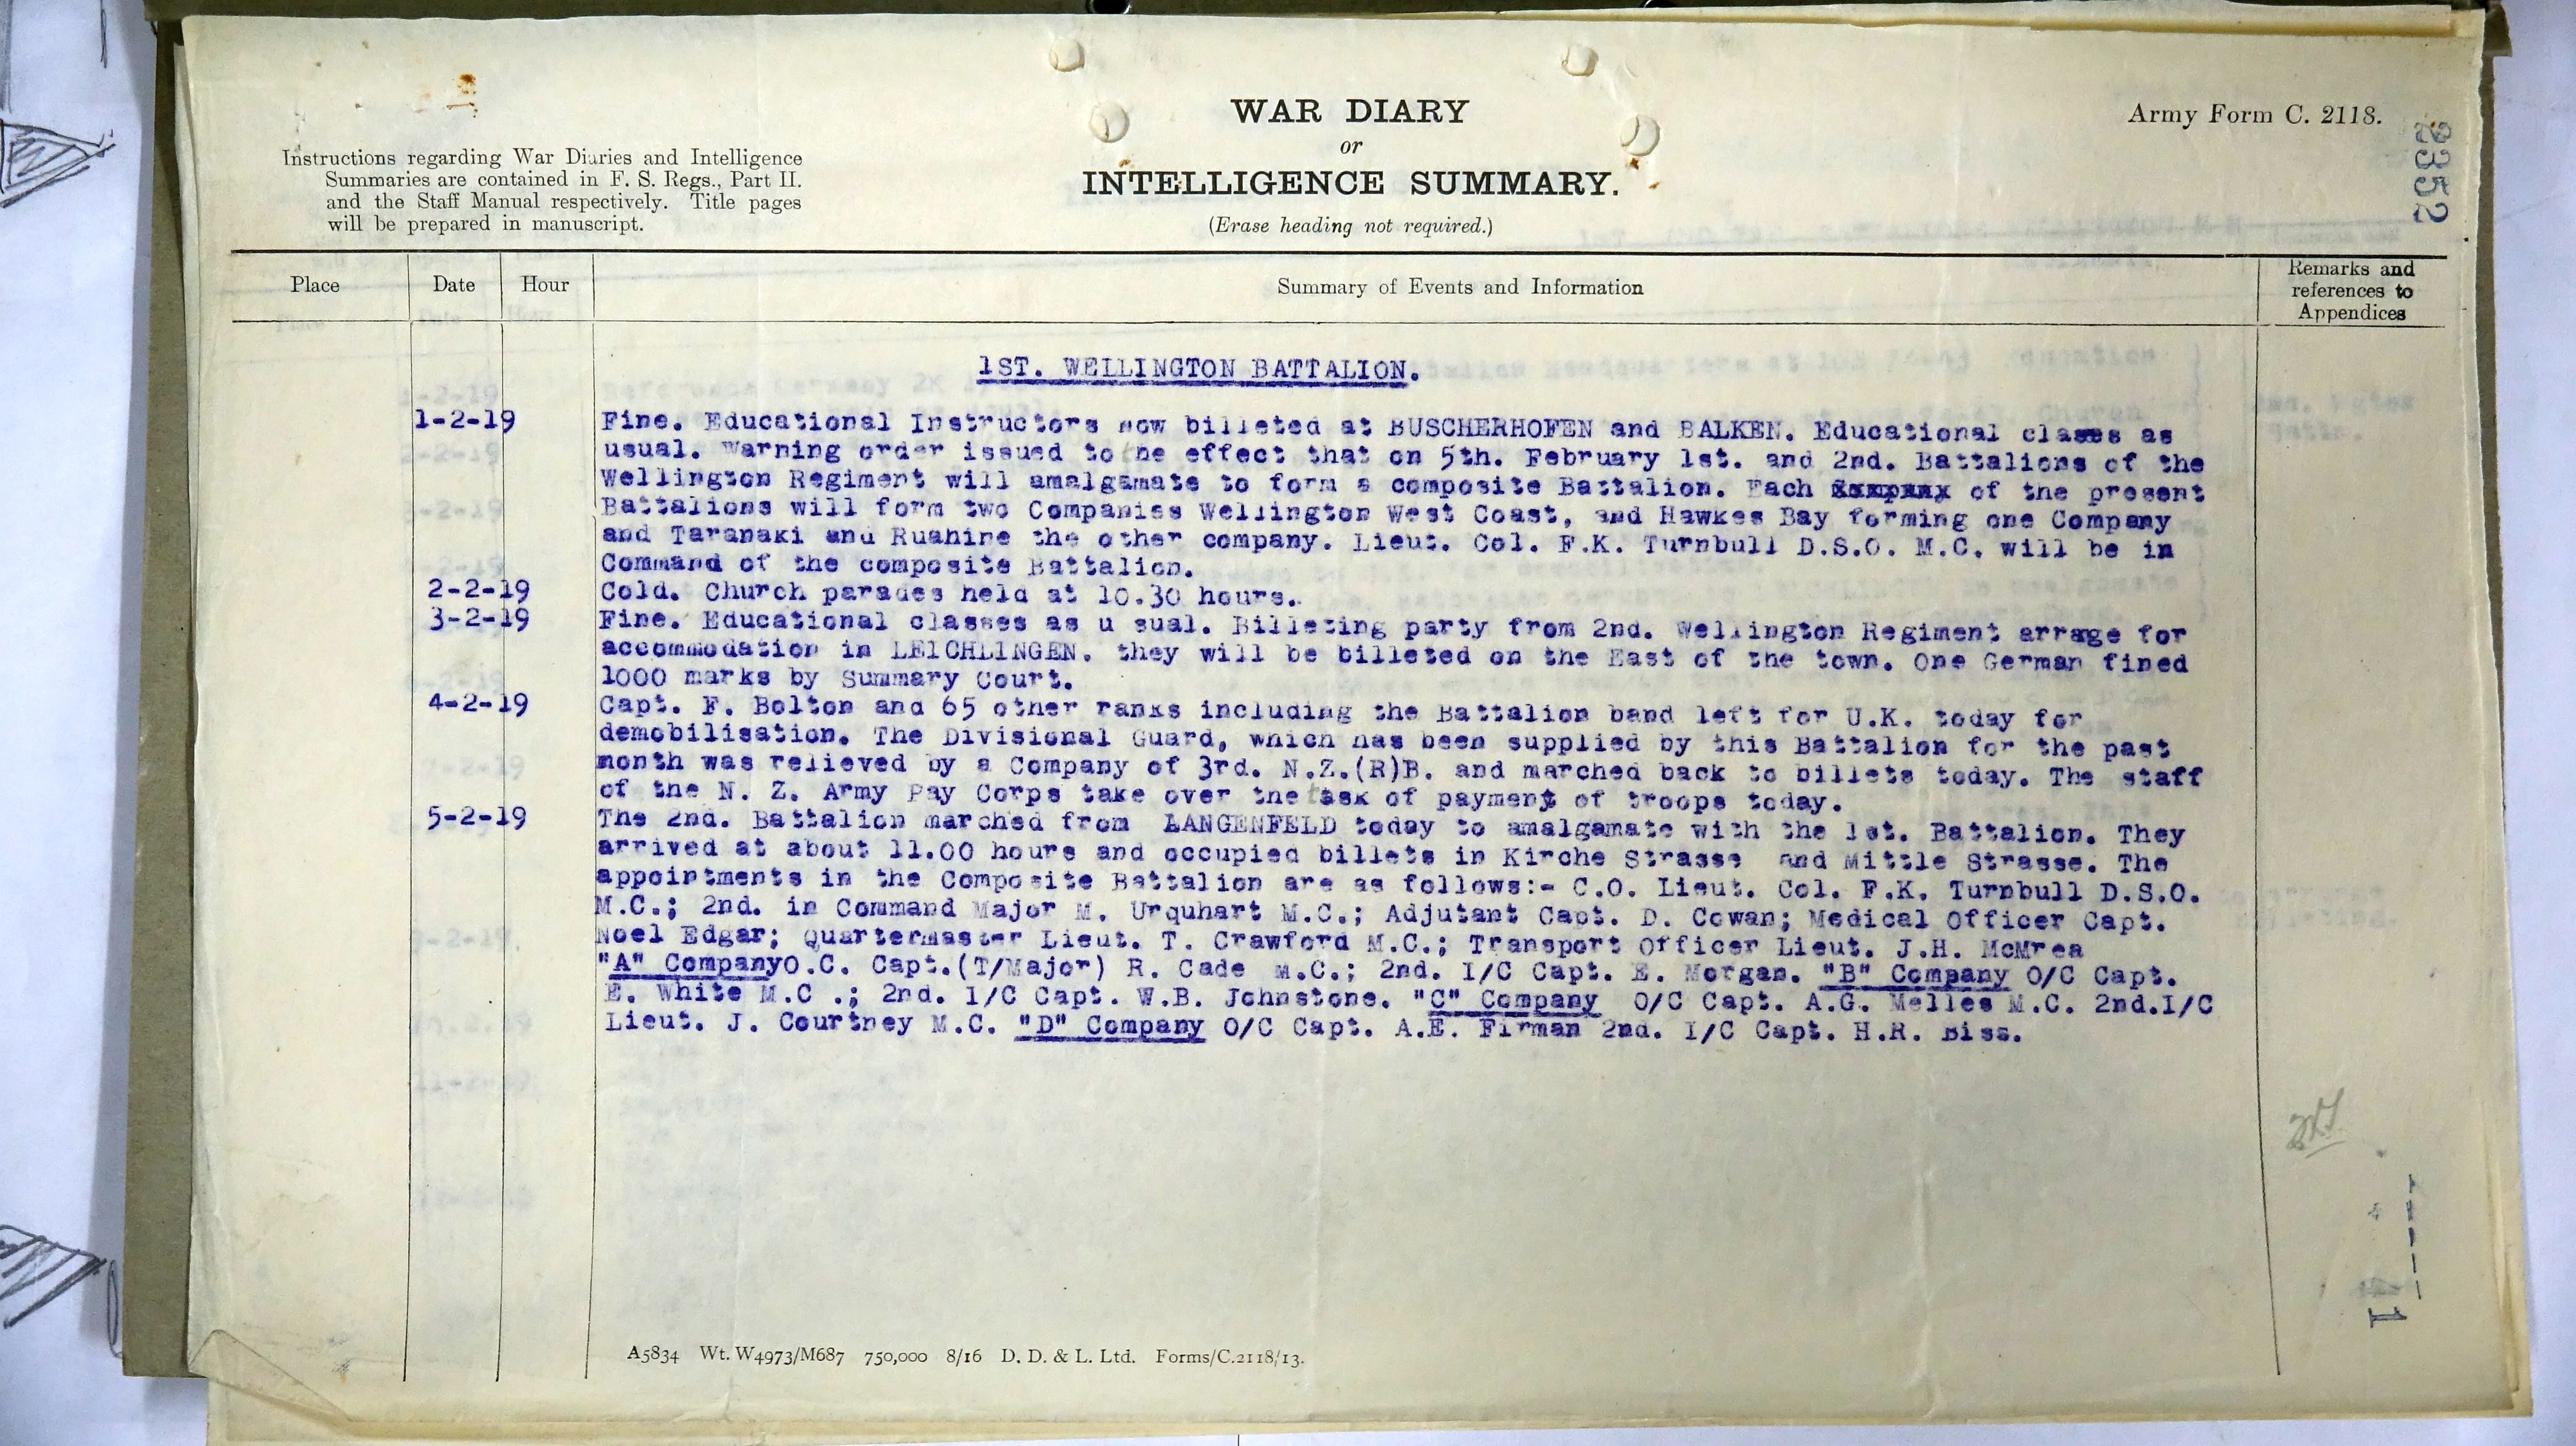 WAR DIARY
or
INTELLIGENCE SUMMARY.
(Erase heading not required.)
Army Form C. 2118.
2352
Instructions regarding War Diaries and Intelligence
Summaries are contained in F. S. Regs., Part II.
and the Staff Manual respectively. Title pages
will be prepared in manuscript.
Place Date Hour Summary of Events and Information Remarks and
references to
Appendices
1ST. WELLINGTON BATTALION.
1-2-19 Fine. Educational Instructors now billeted at BUSCHERHOFEN and BALKEN. Educational classes as
usual. Warning order issued to the effect that on 5th. February 1st. and 2nd. Battalions of the
Wellington Regiment will amalgamate to form a composite Battalion. Each of the present
Battalions will form two Companies Wellington West Coast, and Hawkes Bay forming one Company
and Taranaki and Ruahine the other company. Lieut. Col. F.K. Turnbull D.S.O. M.C. will be in
Command of the composite Battalion.
2-2-19 Cold. Church parades held at 10.30 hours.
3-2-19 Fine. Educational classes as u sual. Billeting party from 2nd. Wellington Regiment arrage for
accommodation in LEICHLINGEN. they will be billeted on the East of the town. One German fined
1000 marks by Summary Court.
4-2-19 Capt. F. Bolton and 65 other ranks including the Battalion band left for U.K. today for
demobilisation. The Divisional Guard, which has been supplied by this Battalion for the past
month was relieved by a Company of 3rd. N.Z.(R)B. and marched back to billets today. The staff
of the N. Z. Army Pay Corps take over the task of payment of troops today.
5-2-19 The 2nd. Battalion marched from LANGENFELD today to amalgamate with the 1st. Battalion. They
arrived at about 11.00 hours and occupied billets in Kirche Strasse and Mittle Strasse. The
appointments in the Composite Battalion are as follows:- C.O. Lieut. Col. F.K. Turnbull D.S.O.
M.C.; 2nd. in Command Major M. Urquhart M.C.; Adjutant Capt. D. Cowan; Medical Officer Capt.
Noel Edgar; Quartermaster Lieut. T. Crawford M.C.; Transport Officer Lieut. J.H. McMrea
"A" CompanyO.C. Capt.(T/Major) R. Cade M.C.; 2nd. I/C Capt. E. Morgan. "B" Company O/C Capt.
E. White M.C .; 2nd. I/C Capt. W.B. Johnstone. "C" Company O/C Capt. A.G. Melles M.C. 2nd.I/C
Lieut. J. Courtney M.C. "D" Company O/C Capt. A.E. Firman 2nd. I/C Capt. H.R. Biss.
A5834 Wt. W4973/M687 750,000 8/16 D. D. & L. Ltd. Forms/C.2118/13.